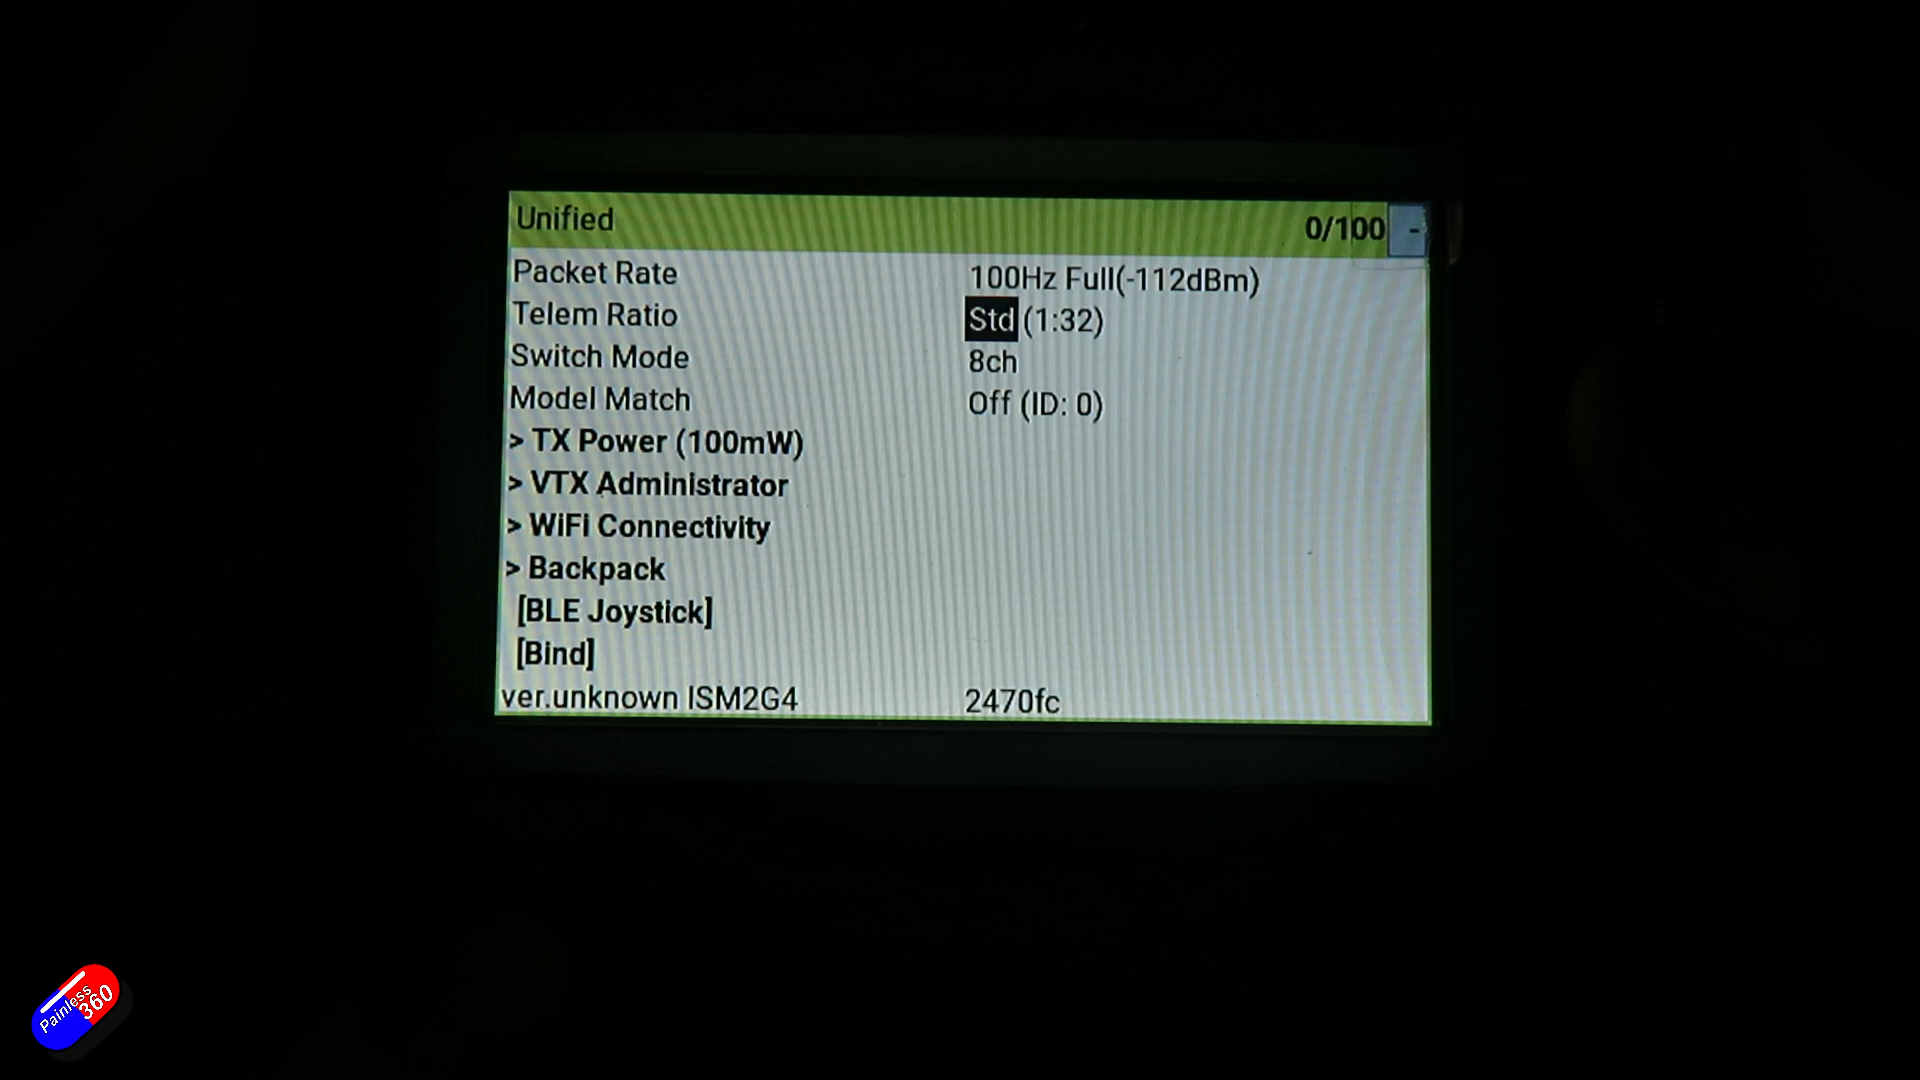 Unified 0/100 -
Packet Rate 100Hz Full(-112dBm)
Telem Ratio Std (1:32)
Switch Mode 8ch
Model Match Off (ID: 0)
> TX Power (100mW)
> VTX Administrator
> WiFi Connectivity
> Backpack
[BLE Joystick]
[Bind]
ver.unknown ISM2G4 2470fc
Painless
360